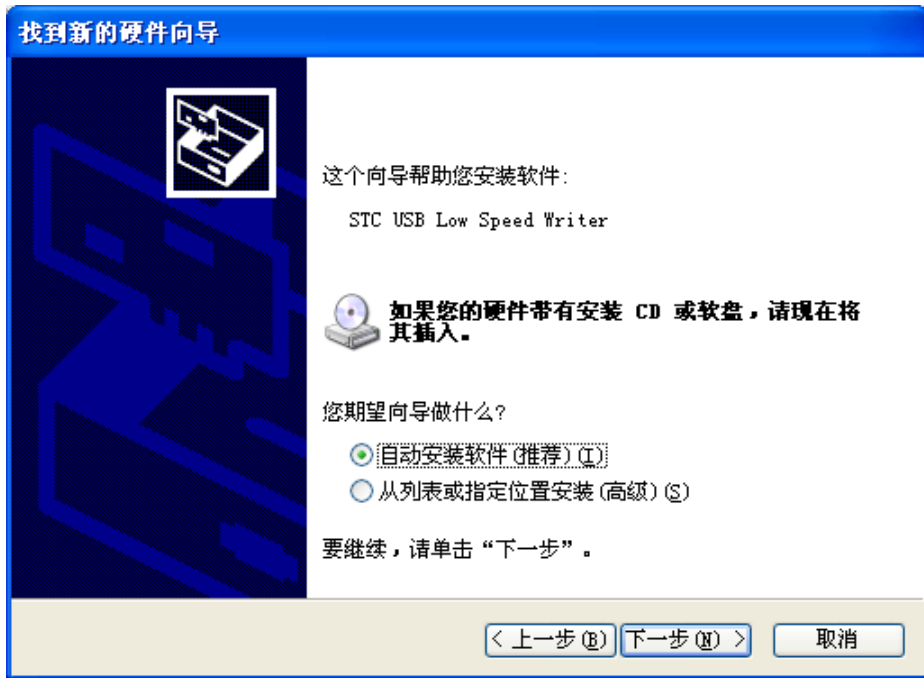 找到新的硬件向导
这个向导帮助您安装软件:
STC USB Low Speed Writer
如果您的硬件带有安装 CD 或软盘，请现在将
其插入。
您期望向导做什么?
自动安装软件(推荐)(I)
从列表或指定位置安装(高级)(S)
要继续，请单击“下一步”。
< 上一步(B) 下一步(N) > 取消